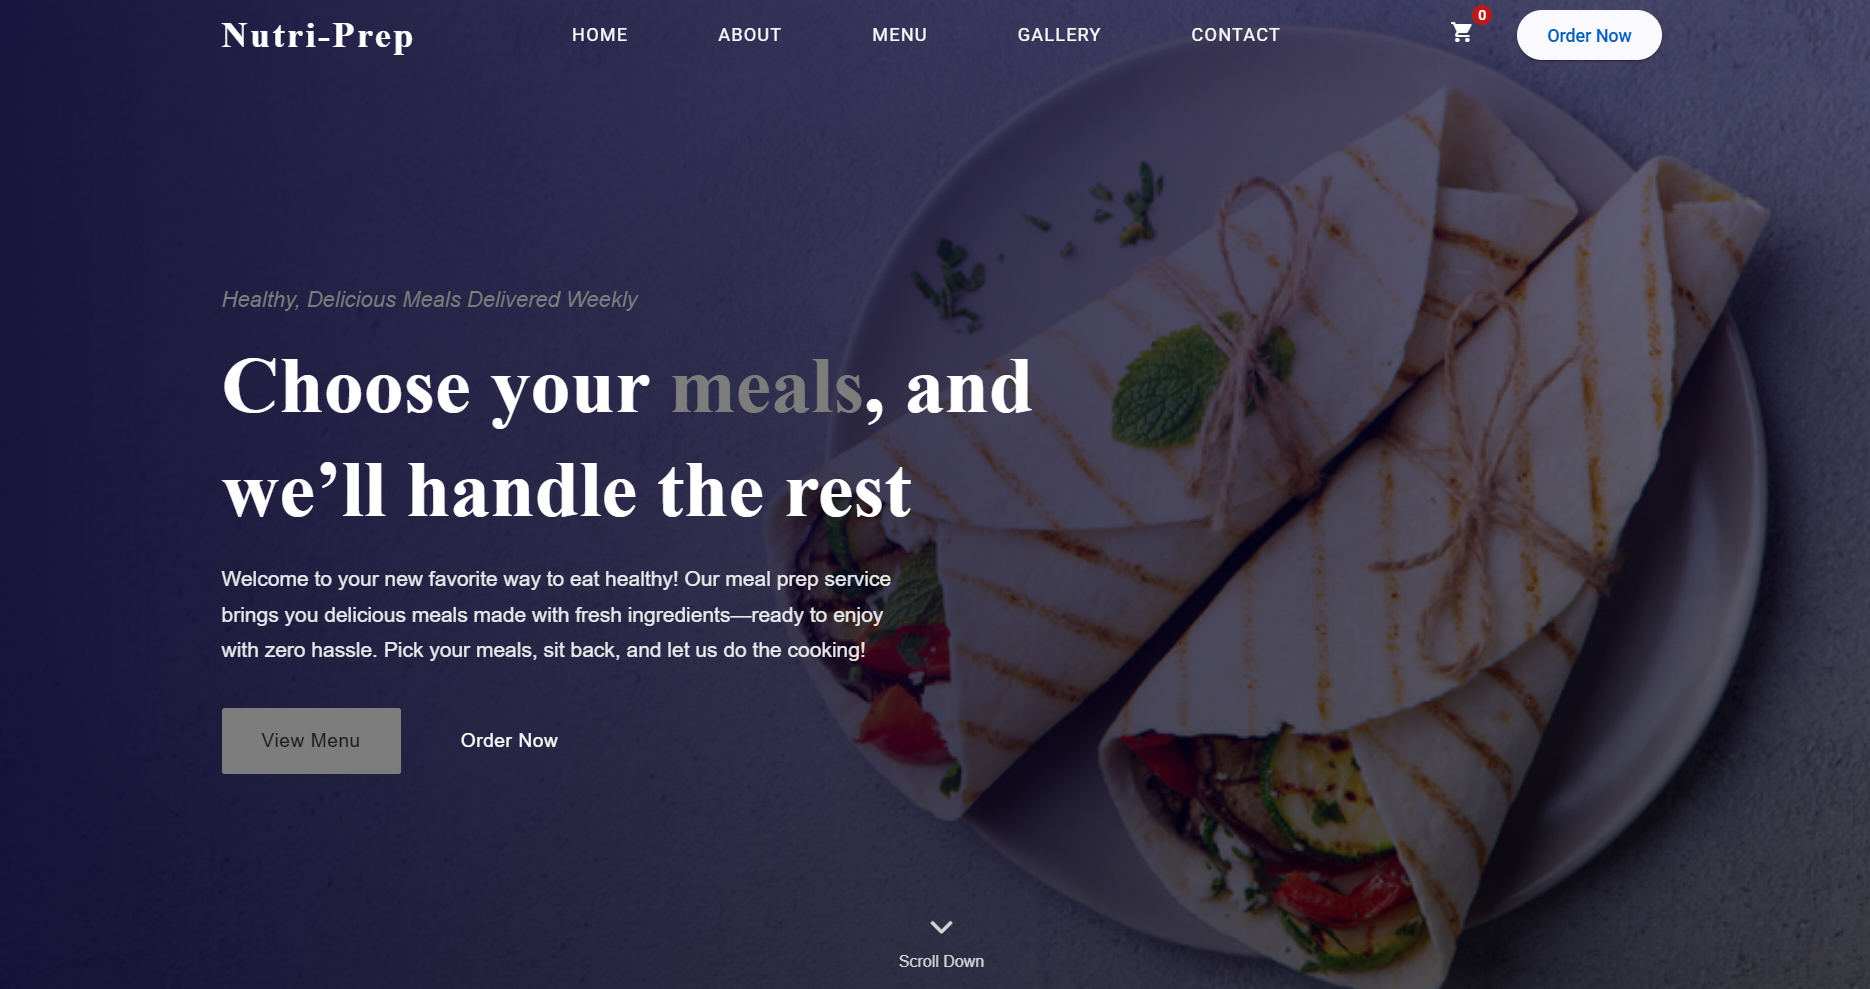 Nutri-Prep
HOME
ABOUT
MENU
GALLERY
CONTACT
0
Order Now
Healthy, Delicious Meals Delivered Weekly
Choose your meals, and
we’ll handle the rest
Welcome to your new favorite way to eat healthy! Our meal prep service
brings you delicious meals made with fresh ingredients—ready to enjoy
with zero hassle. Pick your meals, sit back, and let us do the cooking!
View Menu
Order Now
Scroll Down